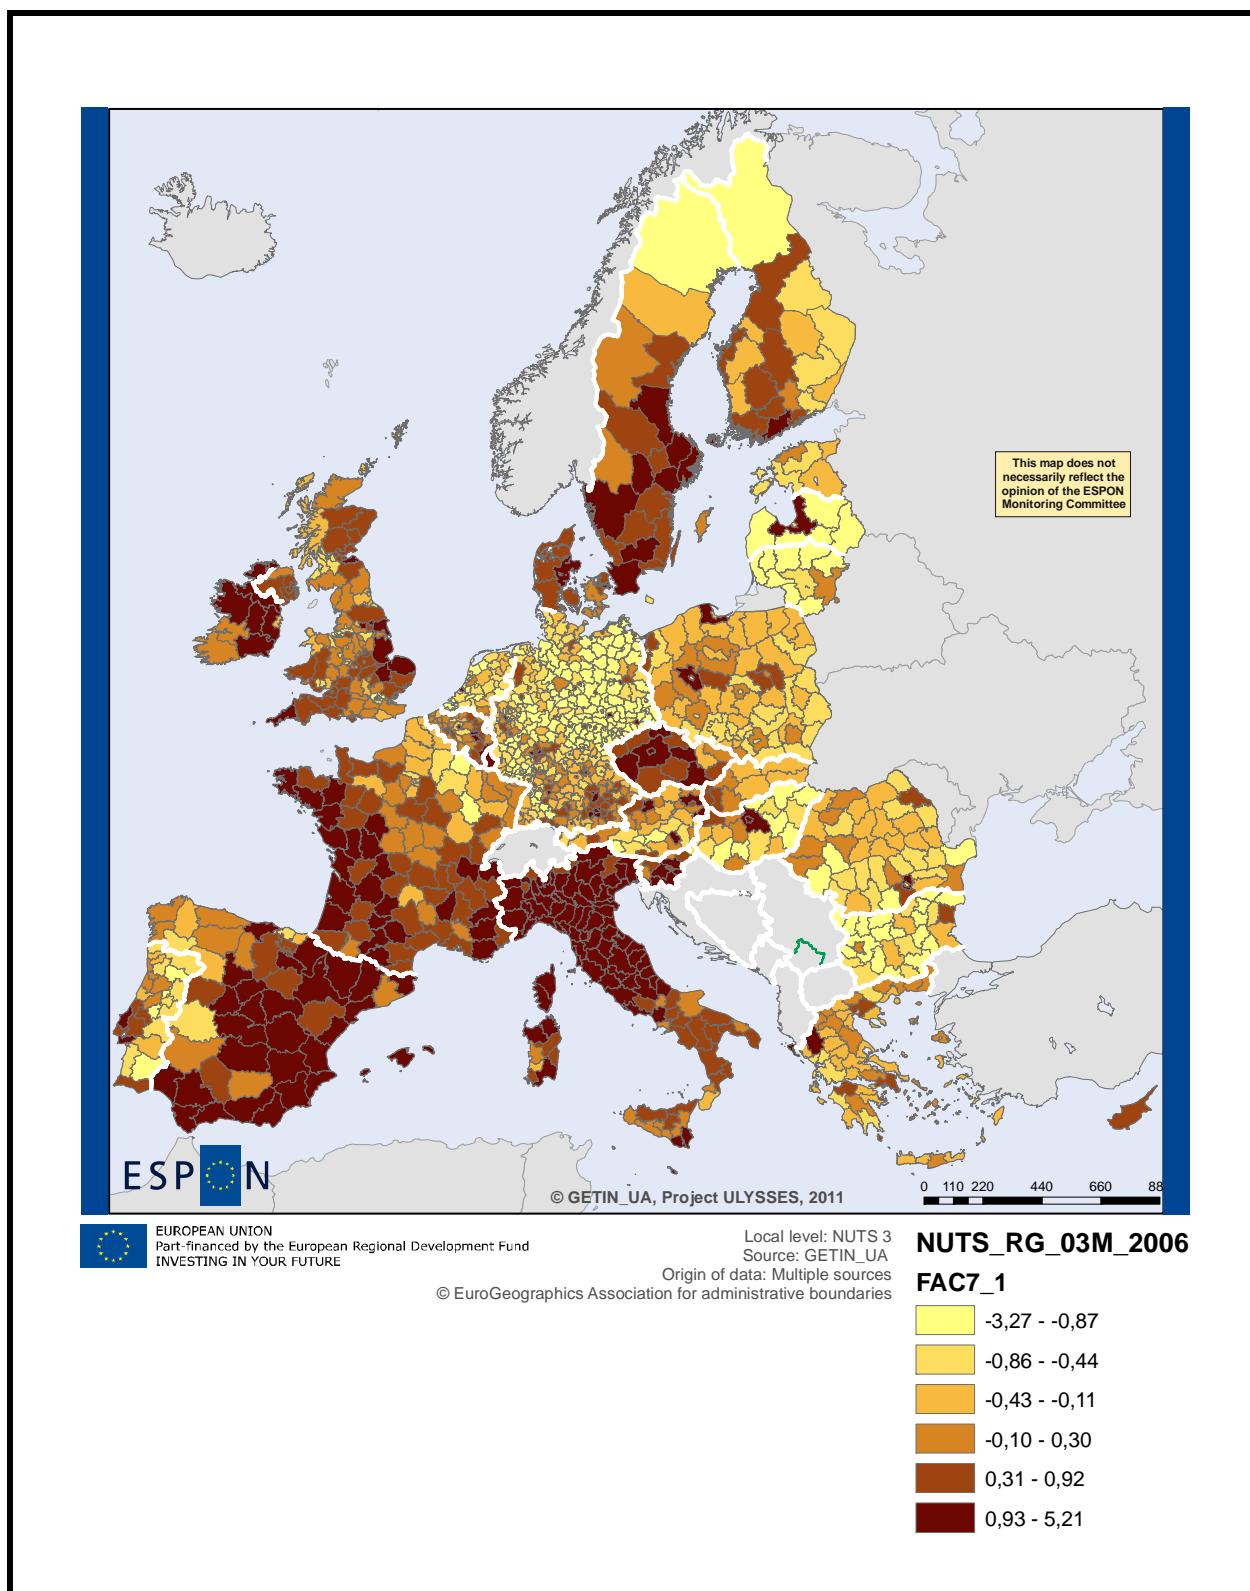 This map does not
necessarily reflect the
opinion of the ESPON
Monitoring Committee
ESPON
© GETIN_UA, Project ULYSSES, 2011
0 110 220 440 660 88
EUROPEAN UNION
Part-financed by the European Regional Development Fund
INVESTING IN YOUR FUTURE
Local level: NUTS 3
Source: GETIN_UA
Origin of data: Multiple sources
© EuroGeographics Association for administrative boundaries
NUTS_RG_03M_2006
FAC7_1
-3,27 - -0,87
-0,86 - -0,44
-0,43 - -0,11
-0,10 - 0,30
0,31 - 0,92
0,93 - 5,21